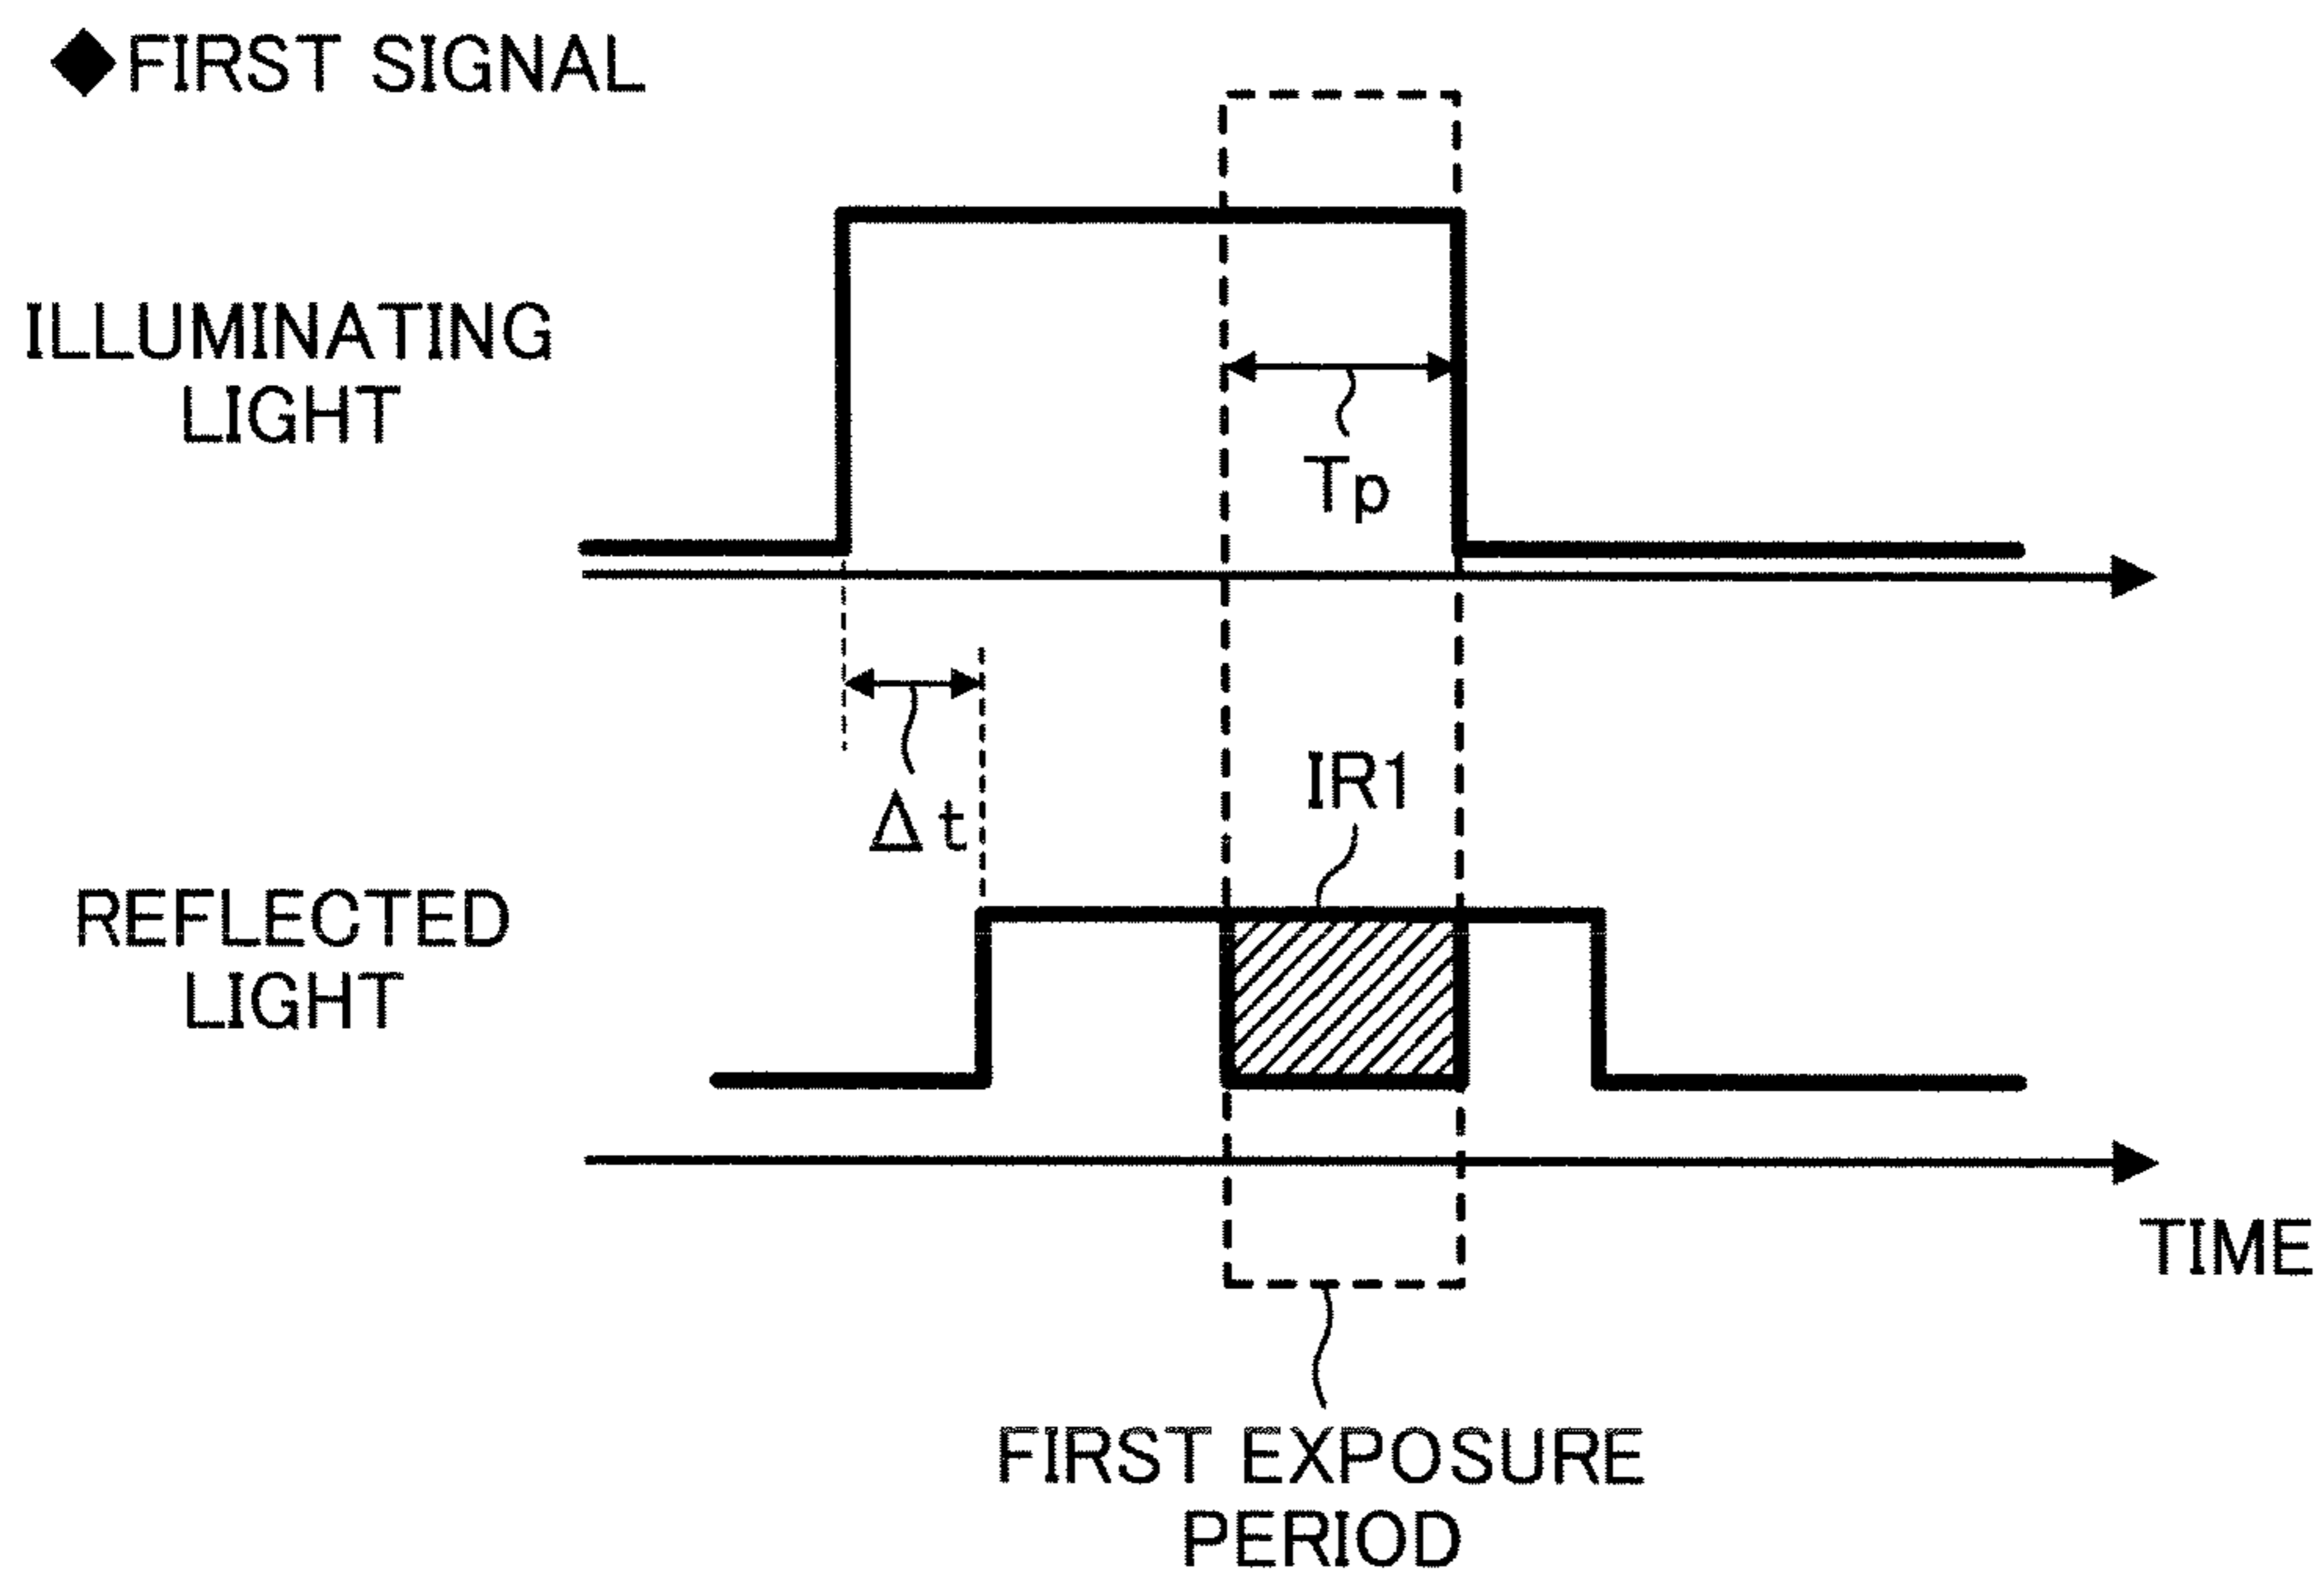 ◆FIRST SIGNAL
ILLUMINATING
LIGHT
Tp
Δt
IR1
REFLECTED
LIGHT
TIME
FIRST EXPOSURE
PERIOD